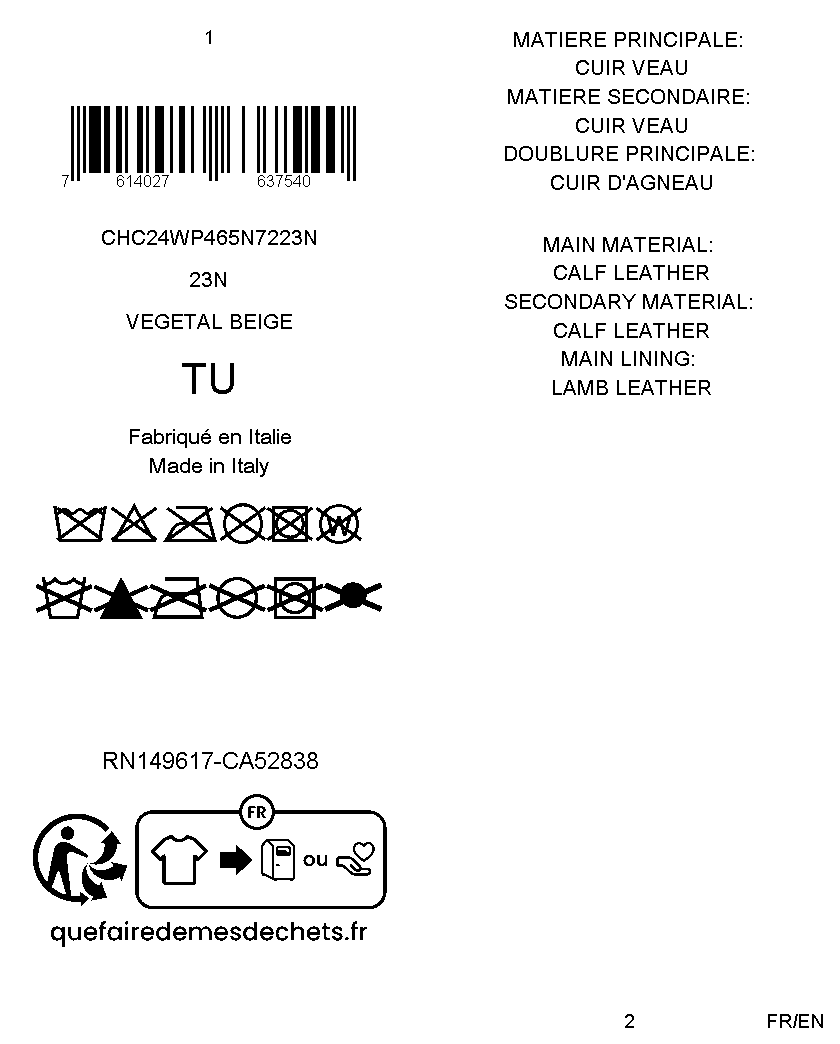 1
7 614027 637540
CHC24WP465N7223N
23N
VEGETAL BEIGE
TU
Fabriqué en Italie
Made in Italy
W
RN149617-CA52838
FR
ou
quefairedemesdechets.fr
MATIERE PRINCIPALE:
CUIR VEAU
MATIERE SECONDAIRE:
CUIR VEAU
DOUBLURE PRINCIPALE:
CUIR D'AGNEAU
MAIN MATERIAL:
CALF LEATHER
SECONDARY MATERIAL:
CALF LEATHER
MAIN LINING:
LAMB LEATHER
2
FR/EN